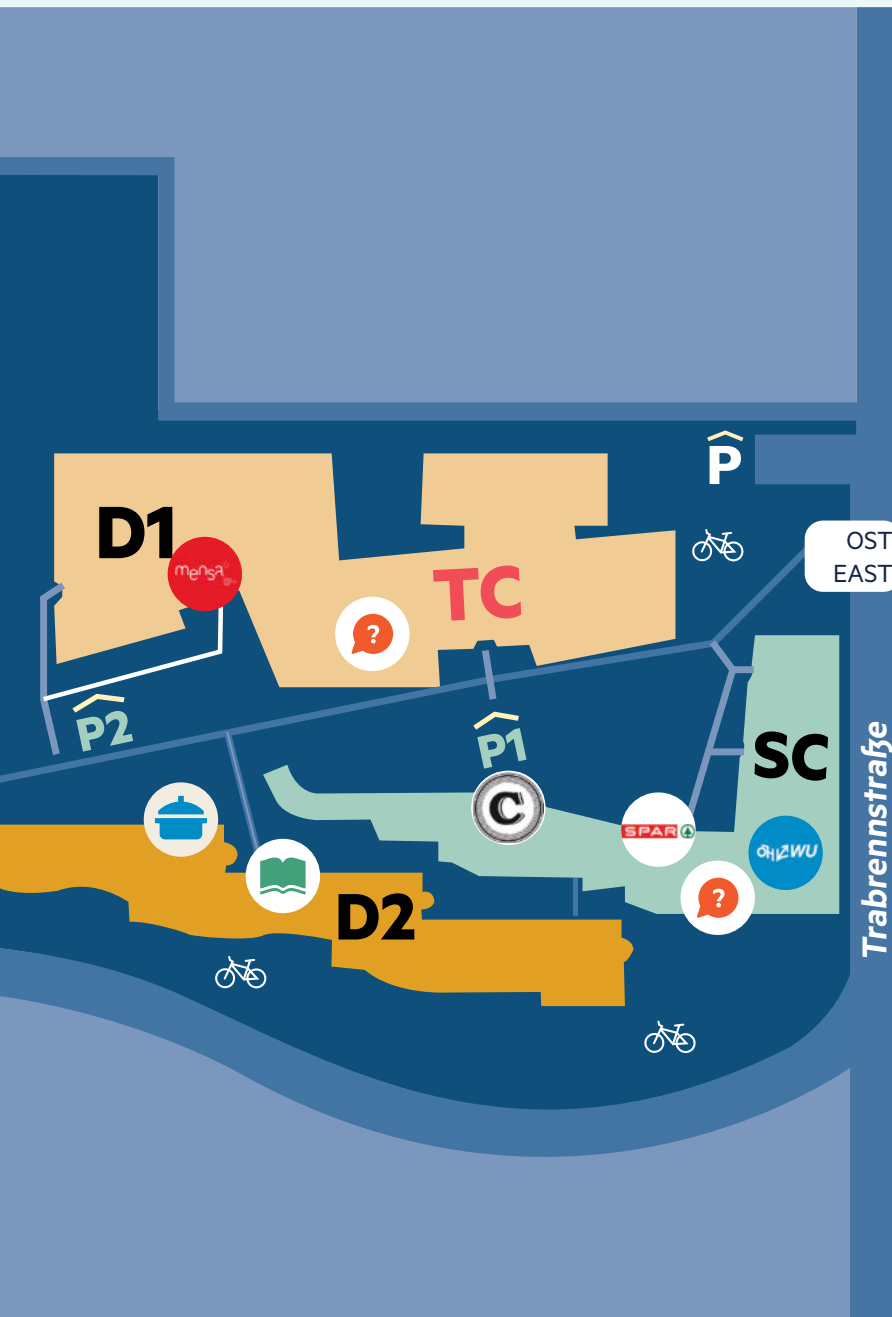 P
D1
OST
EAST
mensa
TC
?
P2
P1
SC
C
SPAR
ÖH WU
?
D2
Trabrennstraße